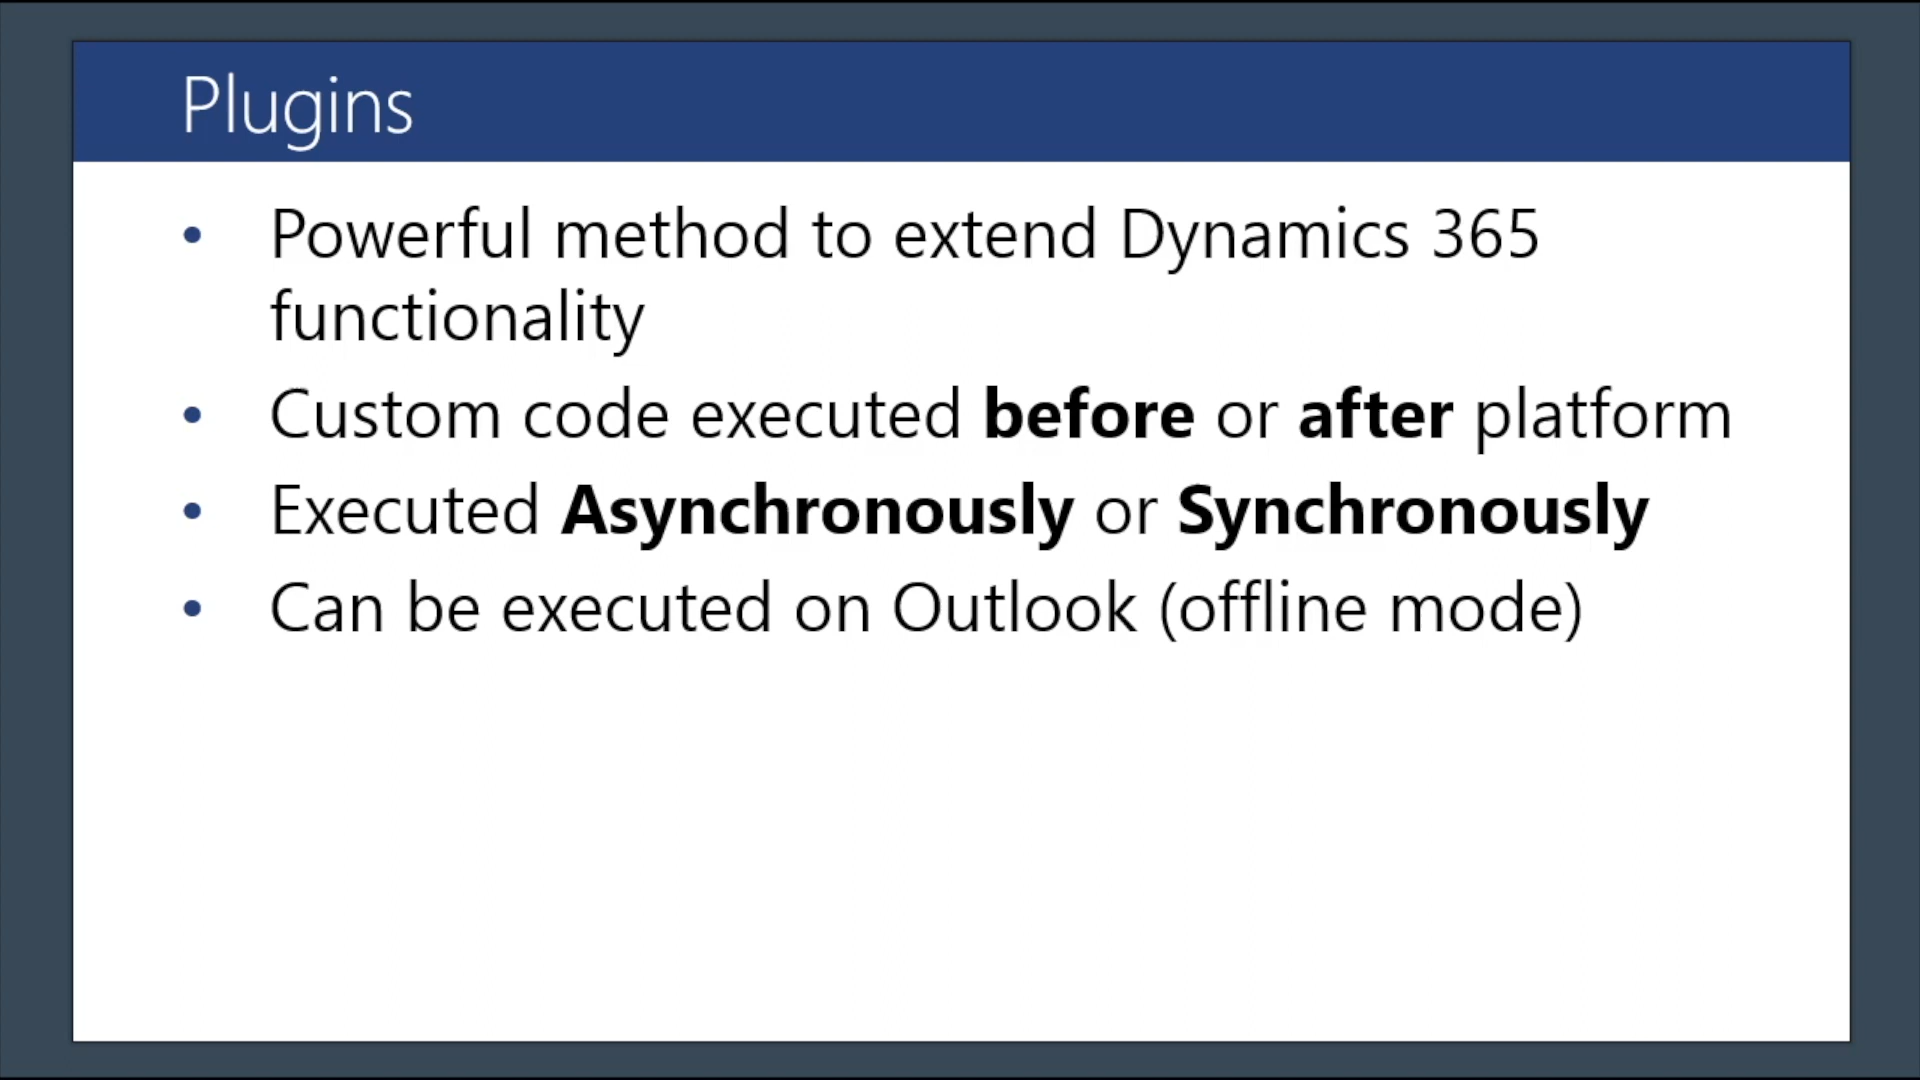 Plugins
• Powerful method to extend Dynamics 365
functionality
• Custom code executed before or after platform
• Executed Asynchronously or Synchronously
• Can be executed on Outlook (offline mode)